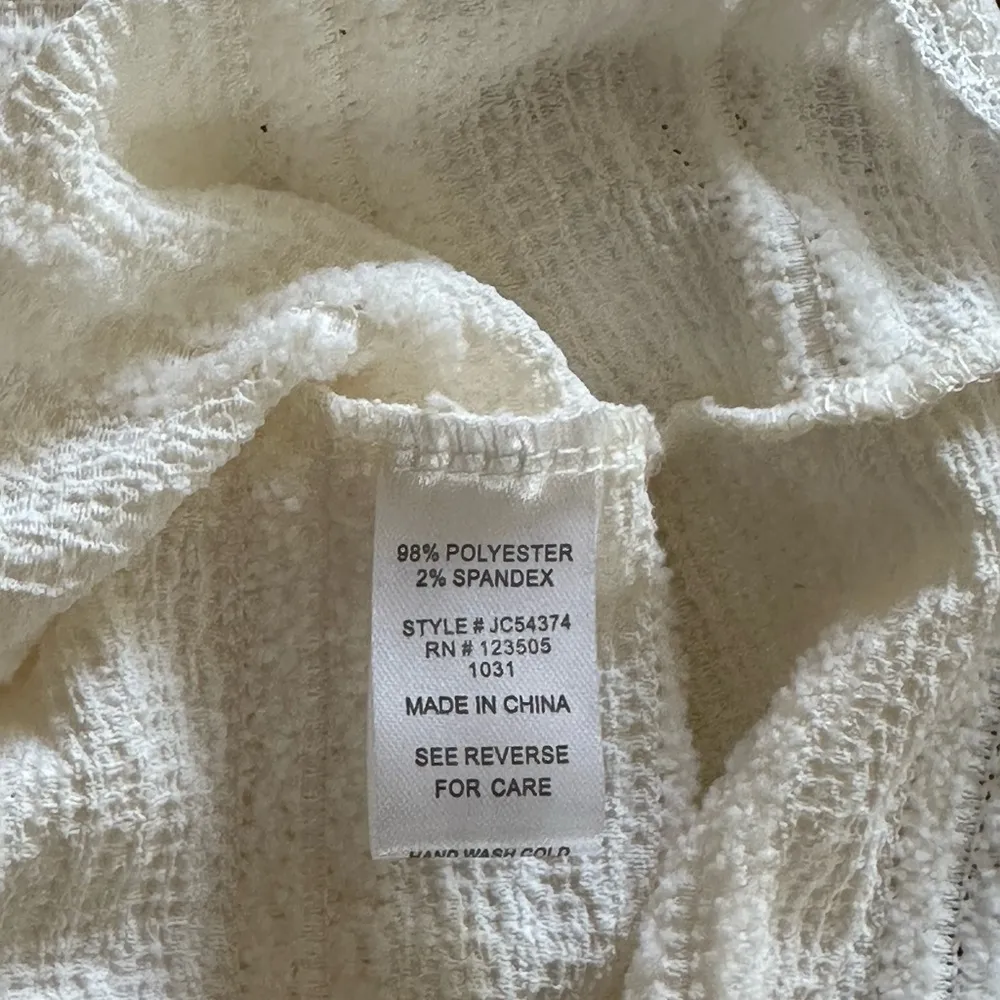 98% POLYESTER
2% SPANDEX
STYLE # JC54374
RN # 123505
1031
MADE IN CHINA
SEE REVERSE
FOR CARE
HAND WASH COLD